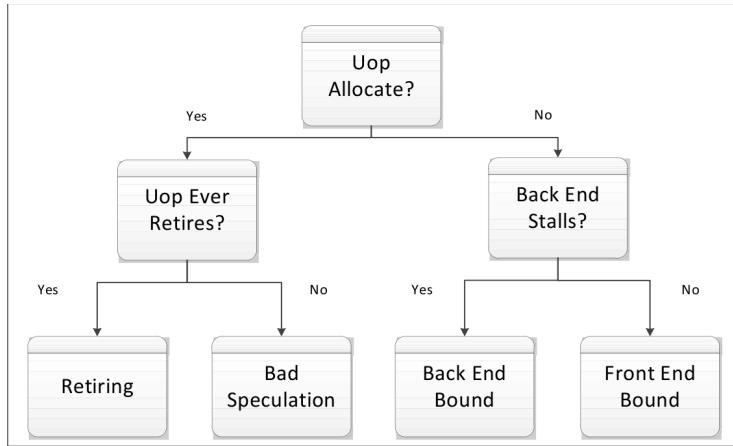 Uop
Allocate?
Yes
No
Uop Ever
Retires?
Back End
Stalls?
Yes
No
Yes
No
Retiring
Bad
Speculation
Back End
Bound
Front End
Bound